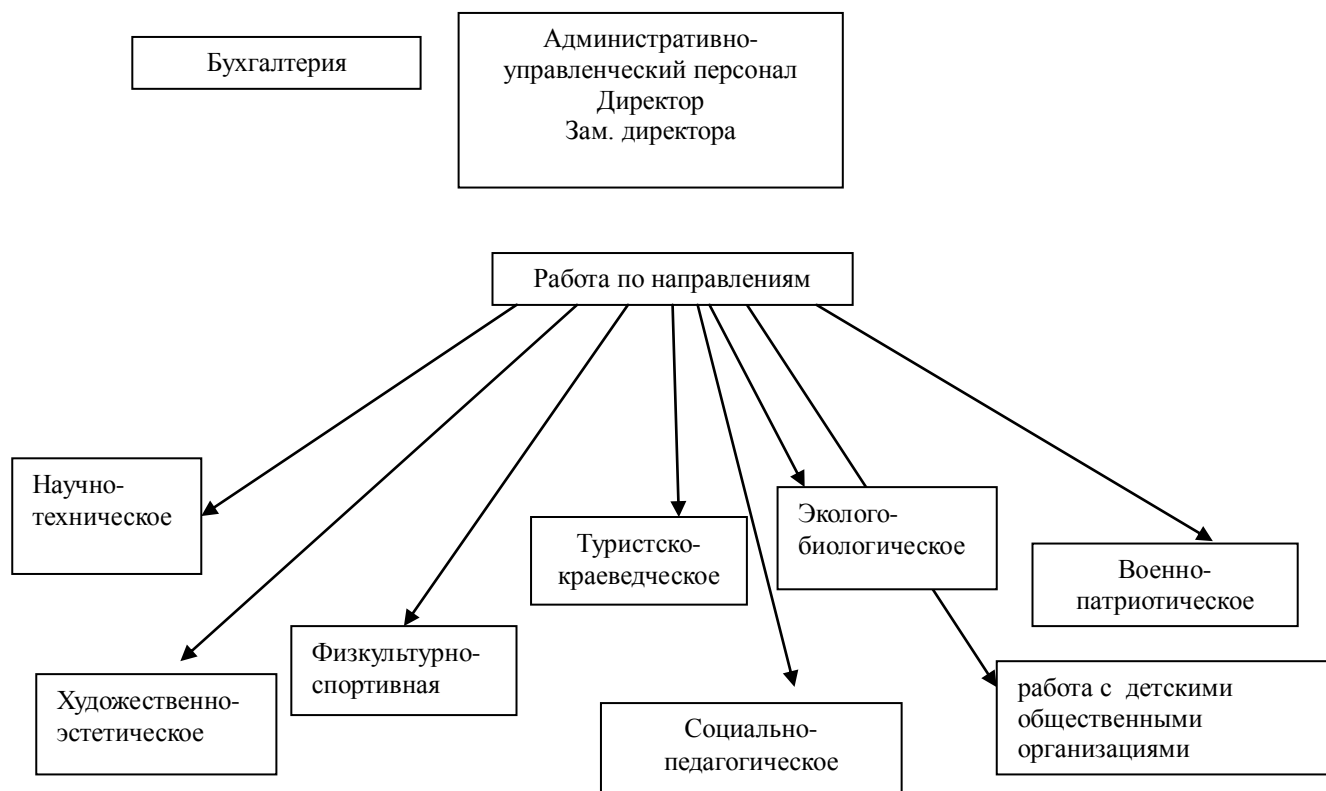 Бухгалтерия
Административно-
управленческий персонал
Директор
Зам. директора
Работа по направлениям
Научно-
техническое
Художественно-
эстетическое
Физкультурно-
спортивная
Туристско-
краеведческое
Социально-
педагогическое
Эколого-
биологическое
работа с детскими
общественными
организациями
Военно-
патриотическое